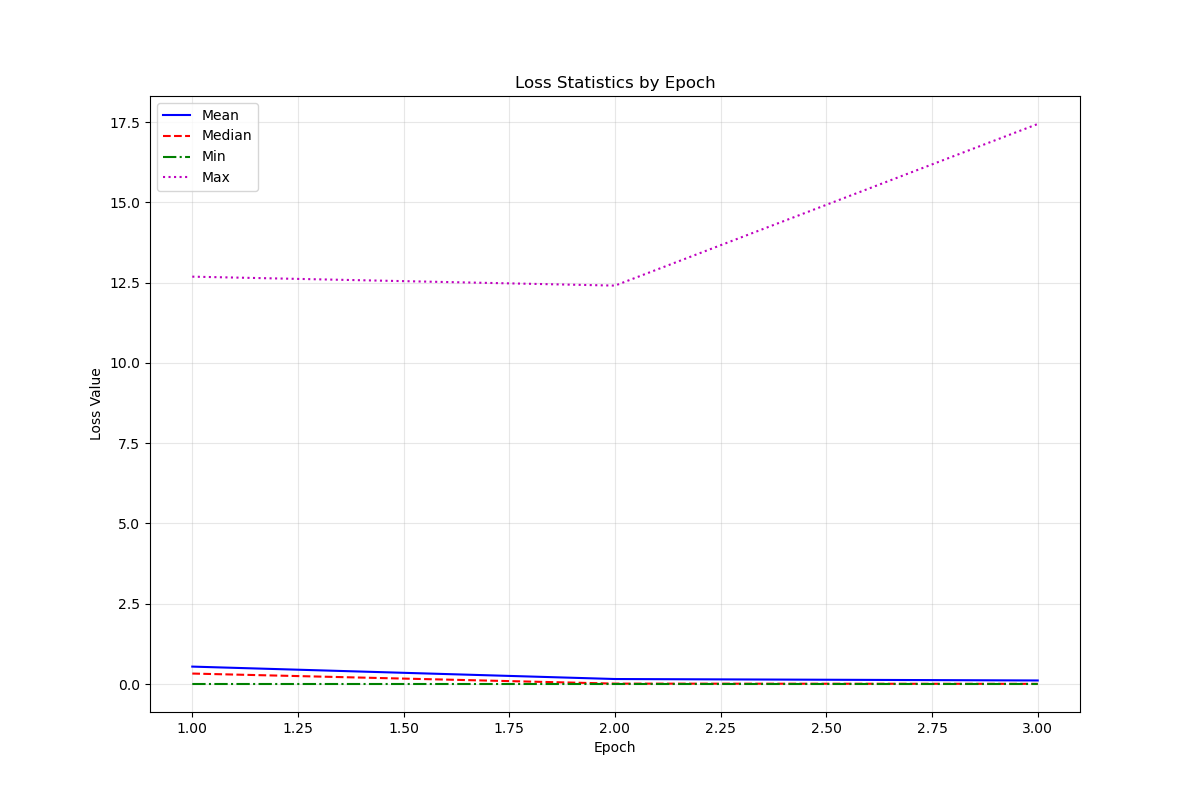 Loss Statistics by Epoch
Mean
Median
Min
Max
17.5
15.0
12.5
10.0
7.5
5.0
2.5
0.0
Loss Value
1.00 1.25 1.50 1.75 2.00 2.25 2.50 2.75 3.00
Epoch